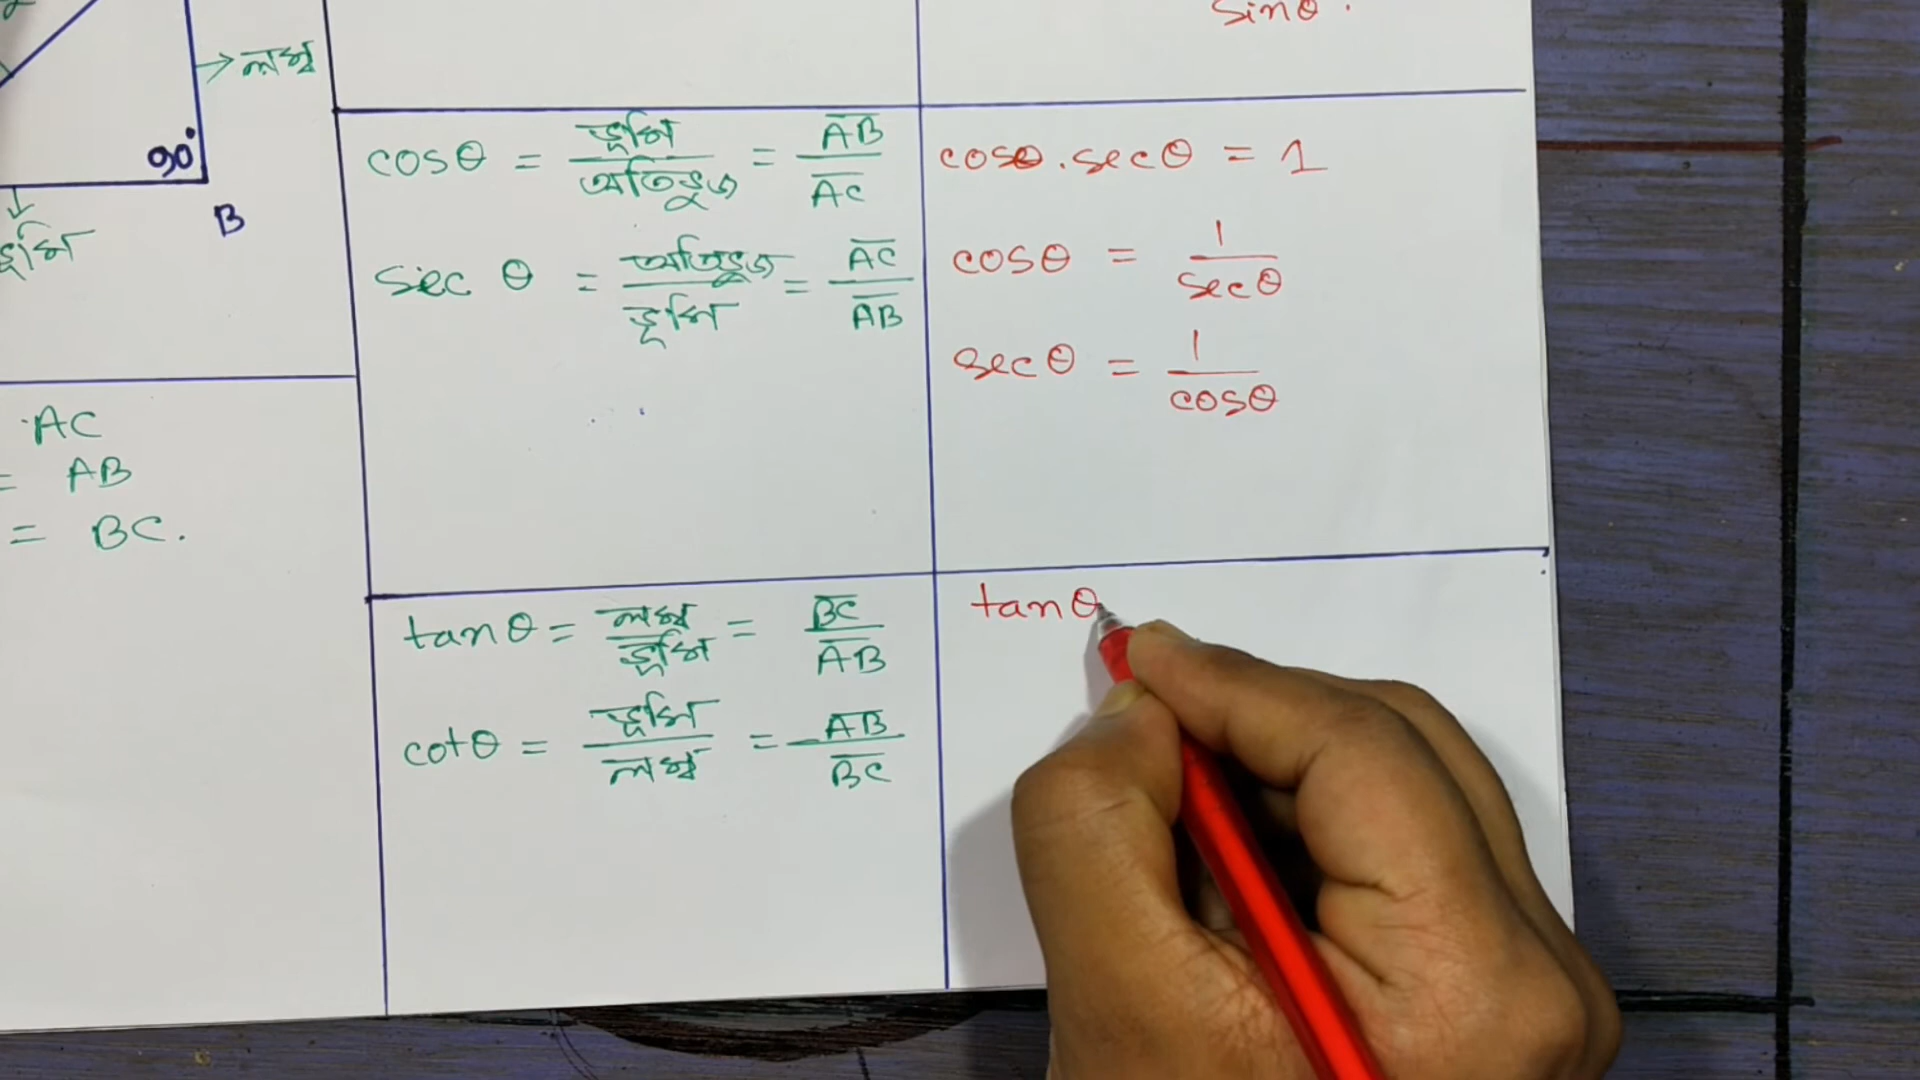 sinθ.
→ লম্ব
90°
B
ভূমি
AC
= AB
= BC.
cosθ = ভূমি/অতিভুজ = AB/AC
sec θ = অতিভুজ/ভূমি = AC/AB
cosθ.secθ = 1
cosθ = 1/secθ
secθ = 1/cosθ
tanθ = লম্ব/ভূমি = BC/AB
cotθ = ভূমি/লম্ব = AB/BC
tanθ